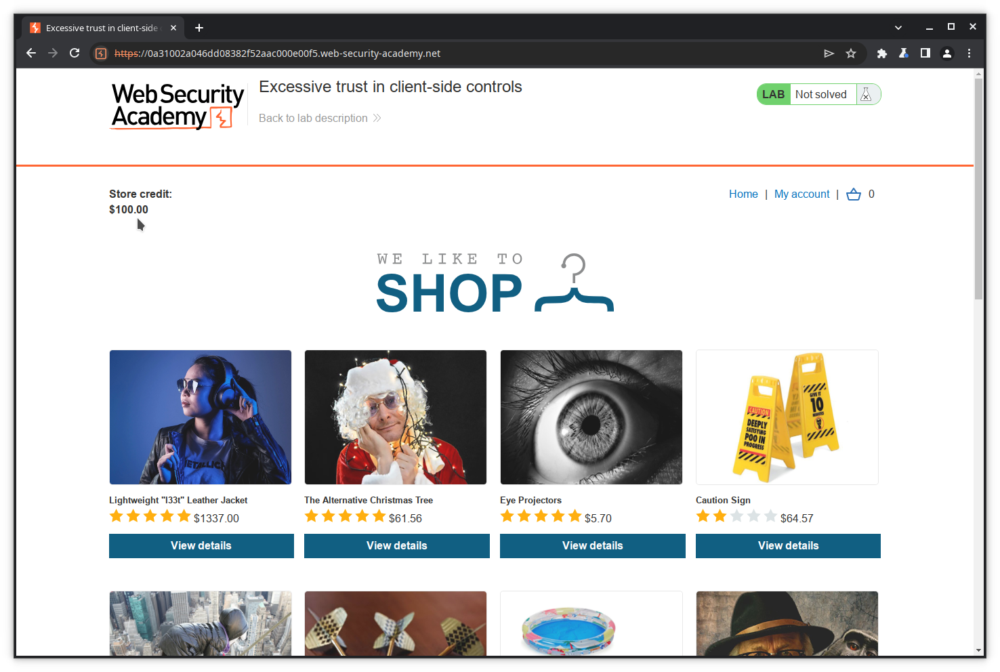 Excessive trust in client-side
https://0a31002a046dd08382f52aac000e00f5.web-security-academy.net
Web Security
Academy
Excessive trust in client-side controls
Back to lab description
LAB Not solved
Store credit:
$100.00
Home | My account | 0
WE LIKE TO
SHOP
CAUTION
DEEPLY
SATISFYING
POO IN
PROGRESS
GIVE IT
10
MINUTES
METALLICA
Lightweight "l33t" Leather Jacket
$1337.00
View details
The Alternative Christmas Tree
$61.56
View details
Eye Projectors
$5.70
View details
Caution Sign
$64.57
View details